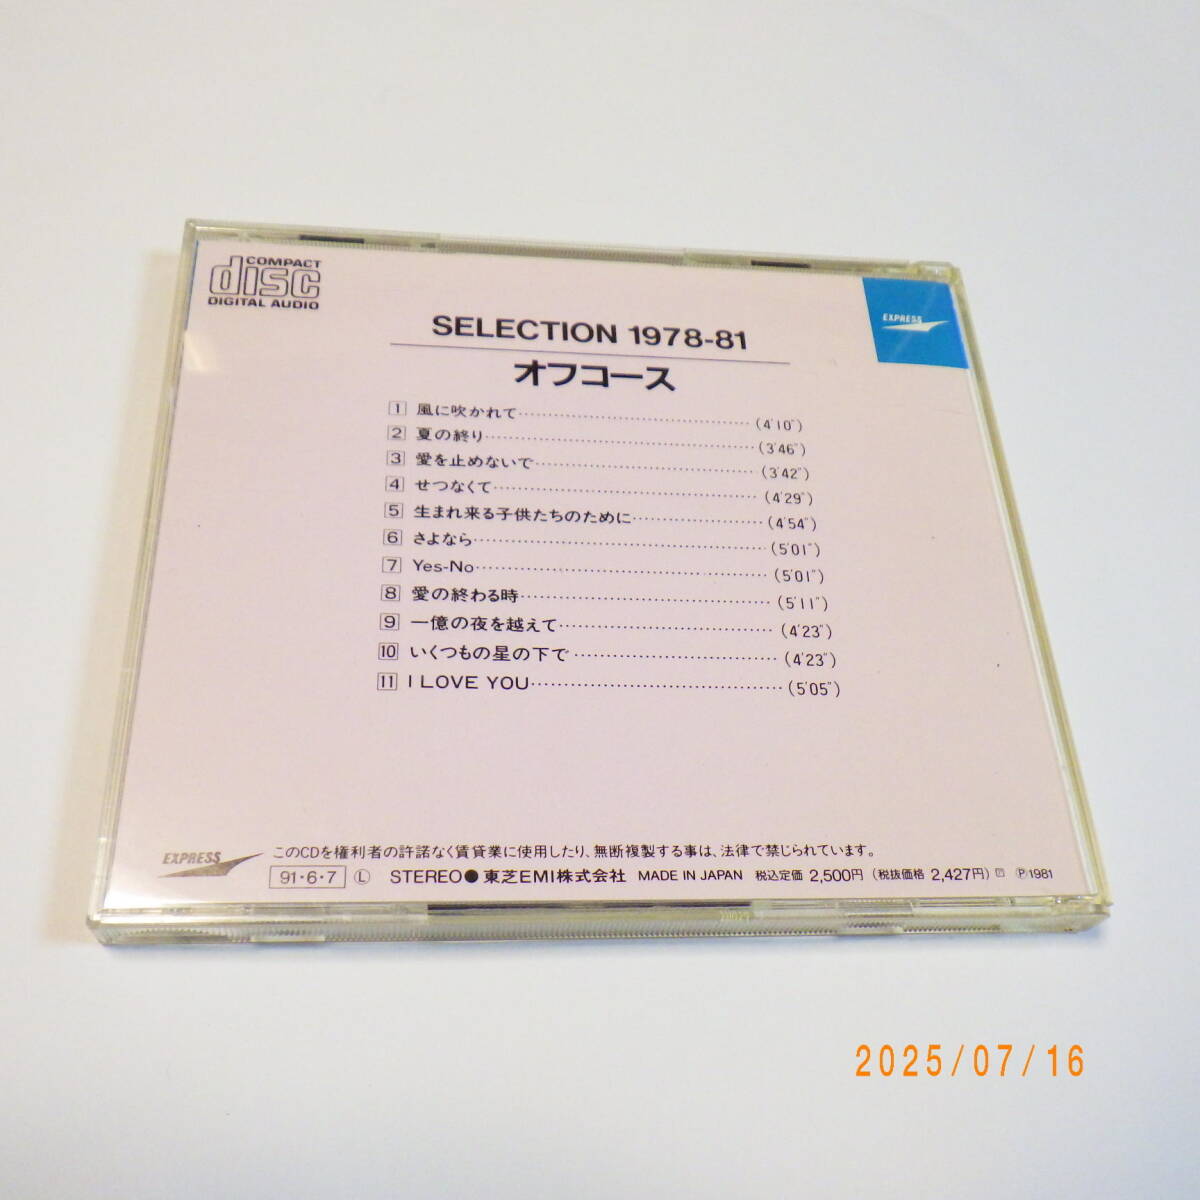 COMPACT
disc
DIGITAL AUDIO
EXPRESS
SELECTION 1978-81
オフコース
1 風に吹かれて…(4'10")
2 夏の終り…(3'46")
3 愛を止めないで…(3'42")
4 せつなくて…(4'29")
5 生まれ来る子供たちのために…(4'54")
6 さよなら…(5'01")
7 Yes-No…(5'01")
8 愛の終わる時…(5'11")
9 一億の夜を越えて…(4'23")
10 いくつもの星の下で…(4'23")
11 I LOVE YOU…(5'05")
EXPRESS このCDを権利者の許諾なく賃貸業に使用したり、無断複製する事は、法律で禁じられています。
91・6・7 Ⓛ STEREO●東芝EMI株式会社 MADE IN JAPAN 税込定価 2,500円 (税抜価格 2,427円) ℗1981
2025/07/16